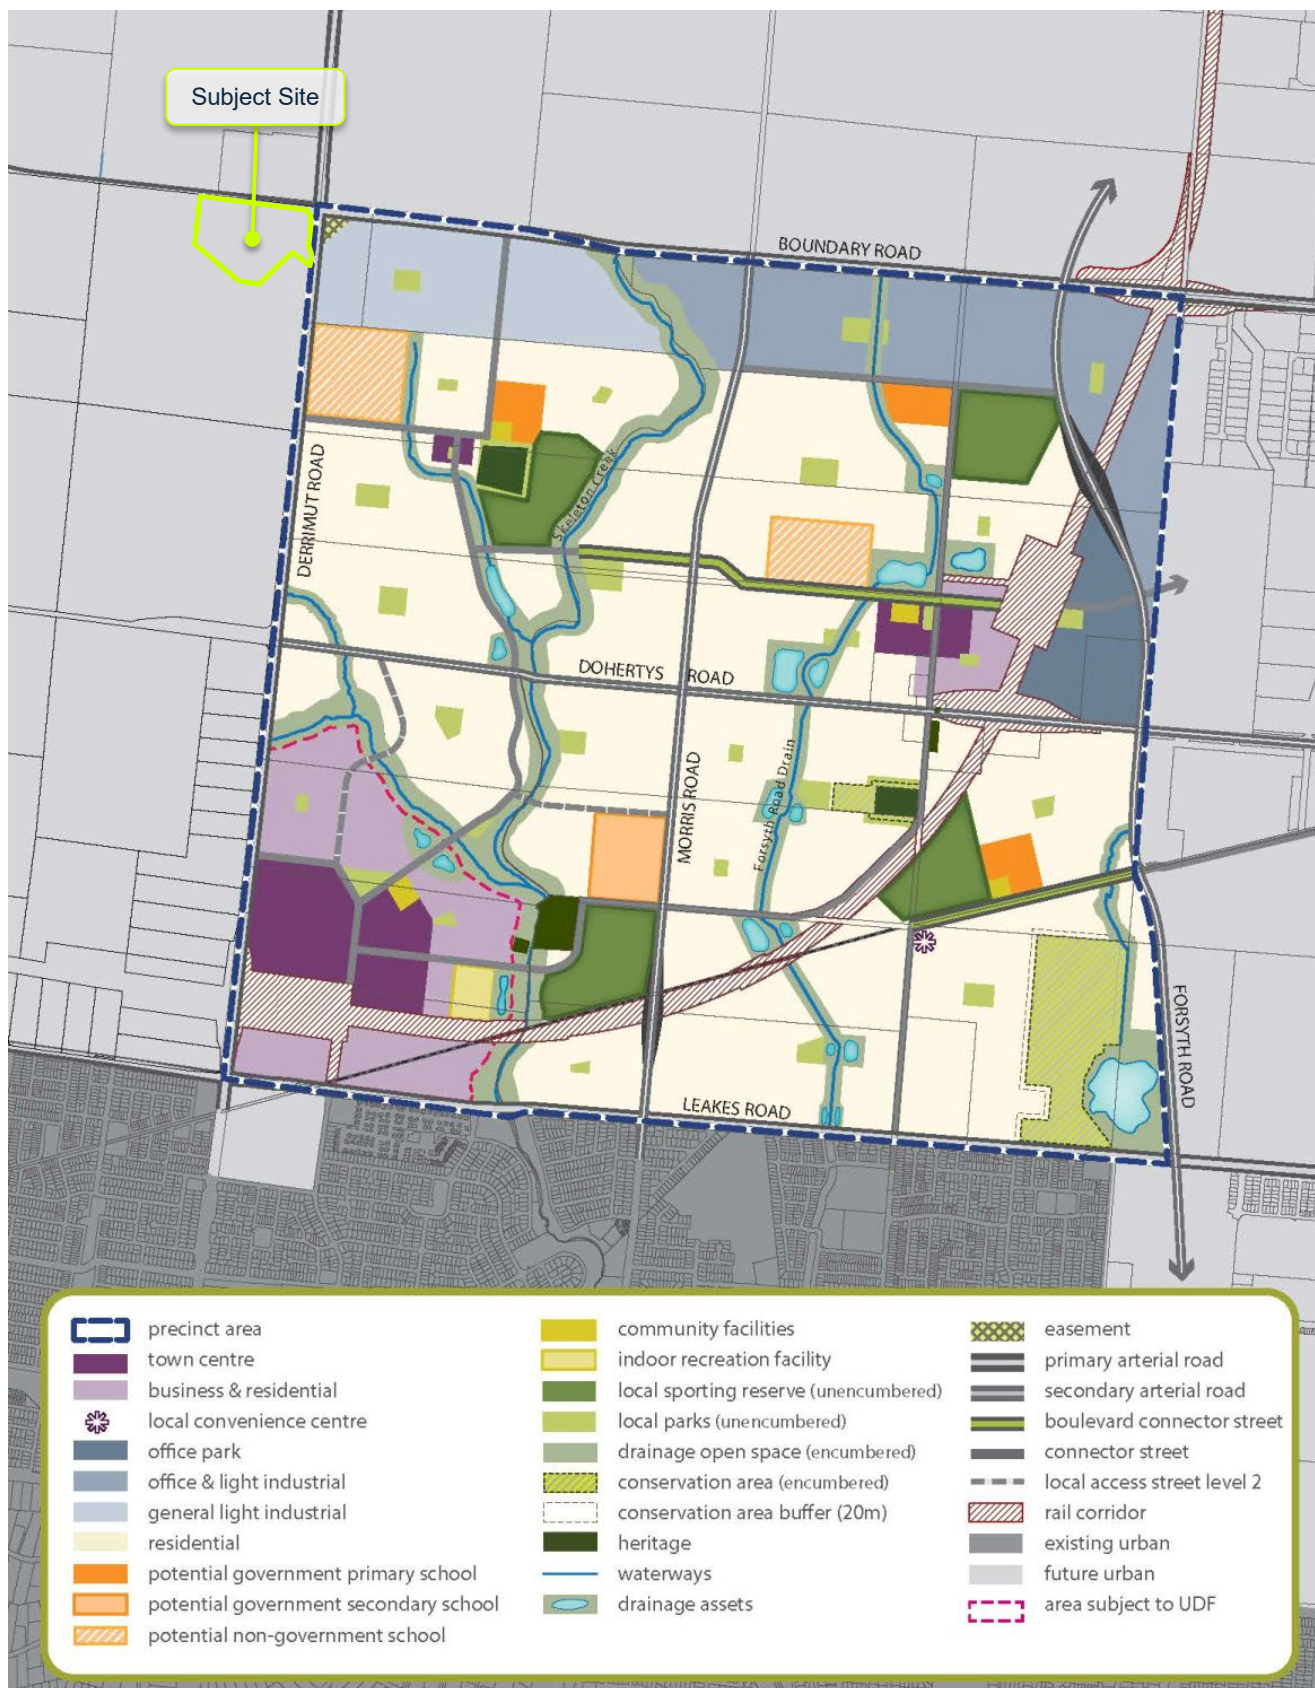 Subject Site
BOUNDARY ROAD
DERRIMUT ROAD
Skeleton Creek
DOHERTYS ROAD
MORRIS ROAD
Forsyth Road Drain
FORSYTH ROAD
LEAKES ROAD
precinct area
town centre
business & residential
local convenience centre
office park
office & light industrial
general light industrial
residential
potential government primary school
potential government secondary school
potential non-government school
community facilities
indoor recreation facility
local sporting reserve (unencumbered)
local parks (unencumbered)
drainage open space (encumbered)
conservation area (encumbered)
conservation area buffer (20m)
heritage
waterways
drainage assets
easement
primary arterial road
secondary arterial road
boulevard connector street
connector street
local access street level 2
rail corridor
existing urban
future urban
area subject to UDF